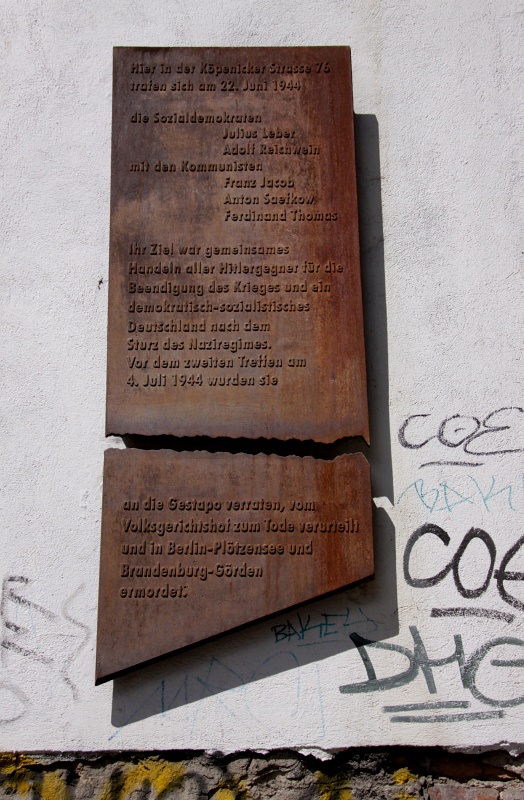 Hier in der Köpenicker Strasse 76
trafen sich am 22. Juni 1944
die Sozialdemokraten
Julius Leber
Adolf Reichwein
mit den Kommunisten
Franz Jacob
Anton Saefkow
Ferdinand Thomas
Ihr Ziel war gemeinsames
Handeln aller Hitlergegner für die
Beendigung des Krieges und ein
demokratisch-sozialistisches
Deutschland nach dem
Sturz des Naziregimes.
Vor dem zweiten Treffen am
4. Juli 1944 wurden sie
an die Gestapo verraten, vom
Volksgerichtshof zum Tode verurteilt
und in Berlin-Plötzensee und
Brandenburg-Görden
ermordet.
COE
BAK
COE
DMC